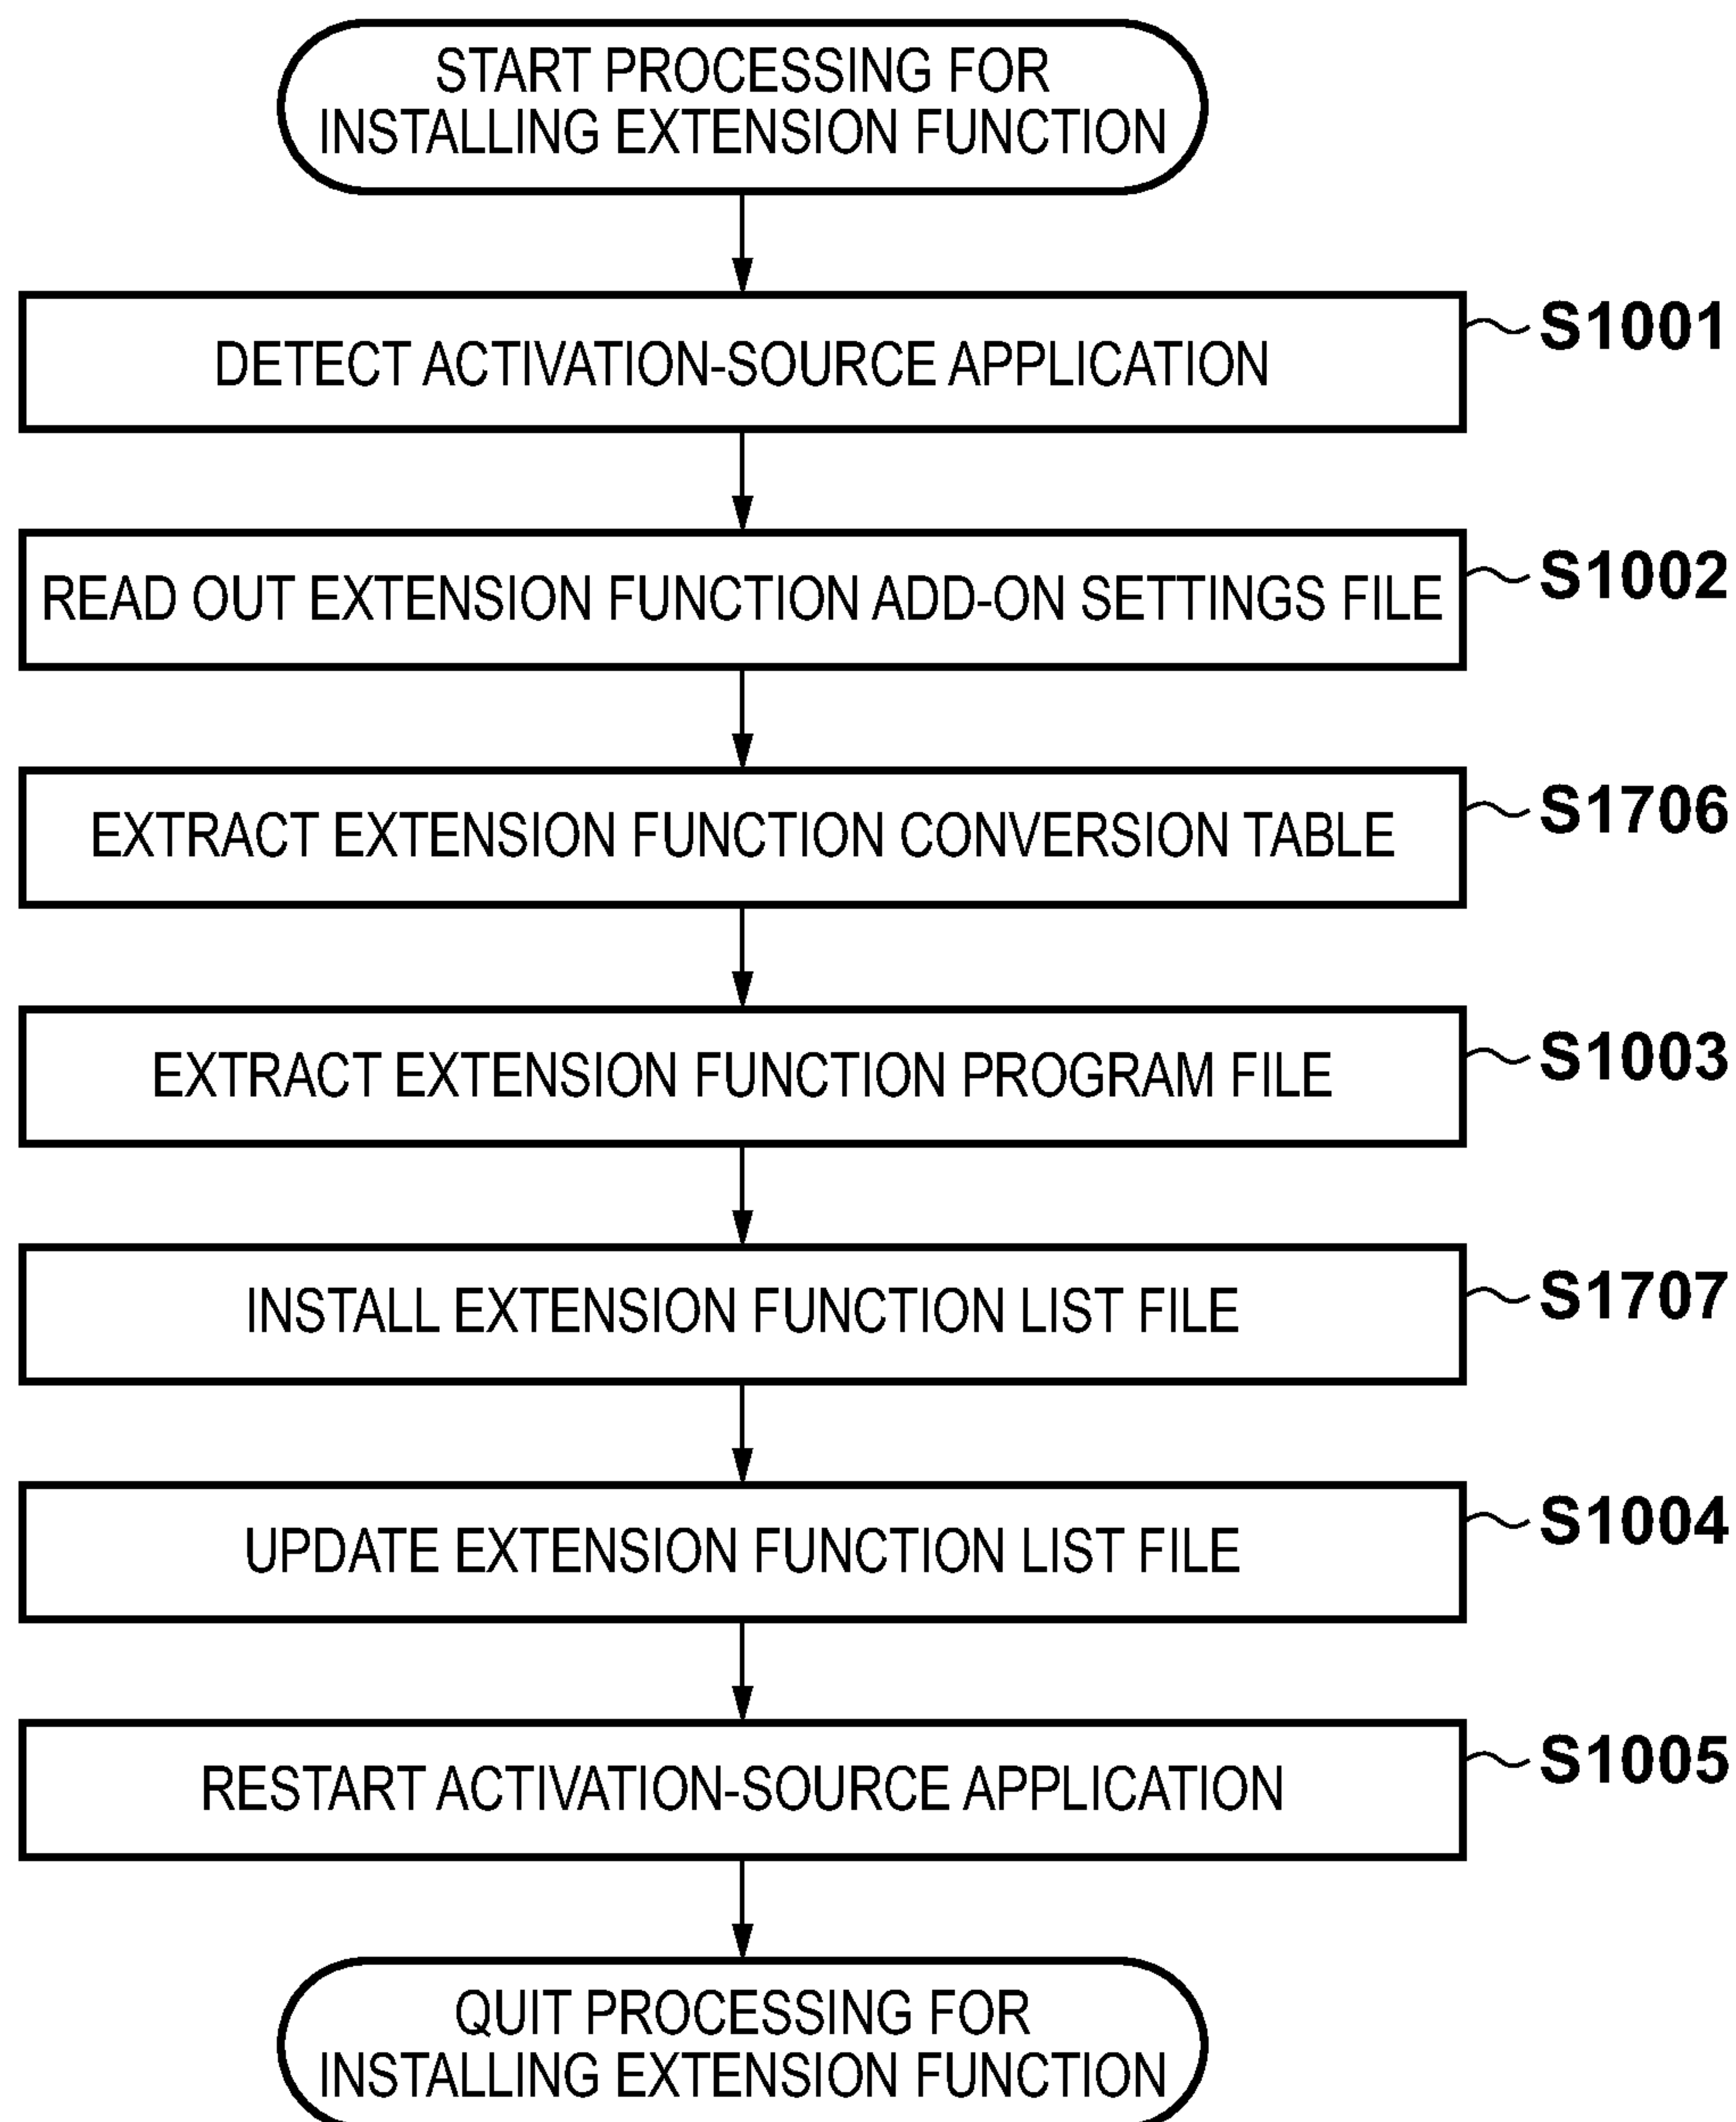 START PROCESSING FOR
INSTALLING EXTENSION FUNCTION
DETECT ACTIVATION-SOURCE APPLICATION
S1001
READ OUT EXTENSION FUNCTION ADD-ON SETTINGS FILE
S1002
EXTRACT EXTENSION FUNCTION CONVERSION TABLE
S1706
EXTRACT EXTENSION FUNCTION PROGRAM FILE
S1003
INSTALL EXTENSION FUNCTION LIST FILE
S1707
UPDATE EXTENSION FUNCTION LIST FILE
S1004
RESTART ACTIVATION-SOURCE APPLICATION
S1005
QUIT PROCESSING FOR
INSTALLING EXTENSION FUNCTION